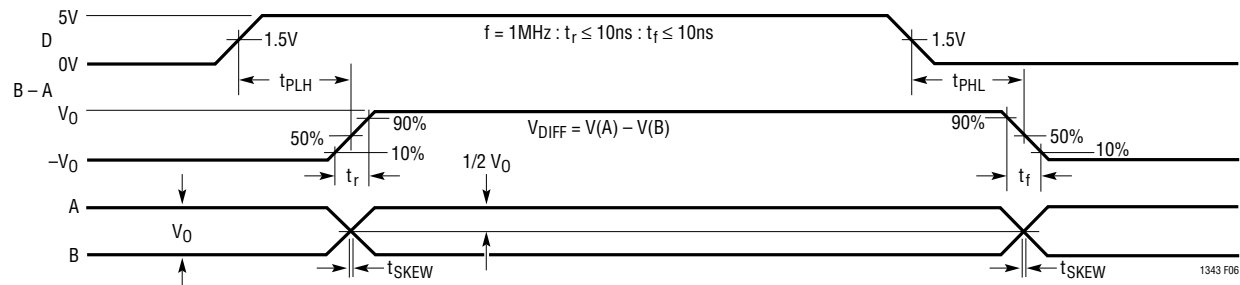 5V
D
0V
1.5V
f = 1MHz : tr ≤ 10ns : tf ≤ 10ns
1.5V
tPLH
tPHL
B – A
VO
–VO
50%
90%
10%
tr
VDIFF = V(A) – V(B)
90%
50%
10%
tf
1/2 VO
A
VO
B
tSKEW
tSKEW
1343 F06